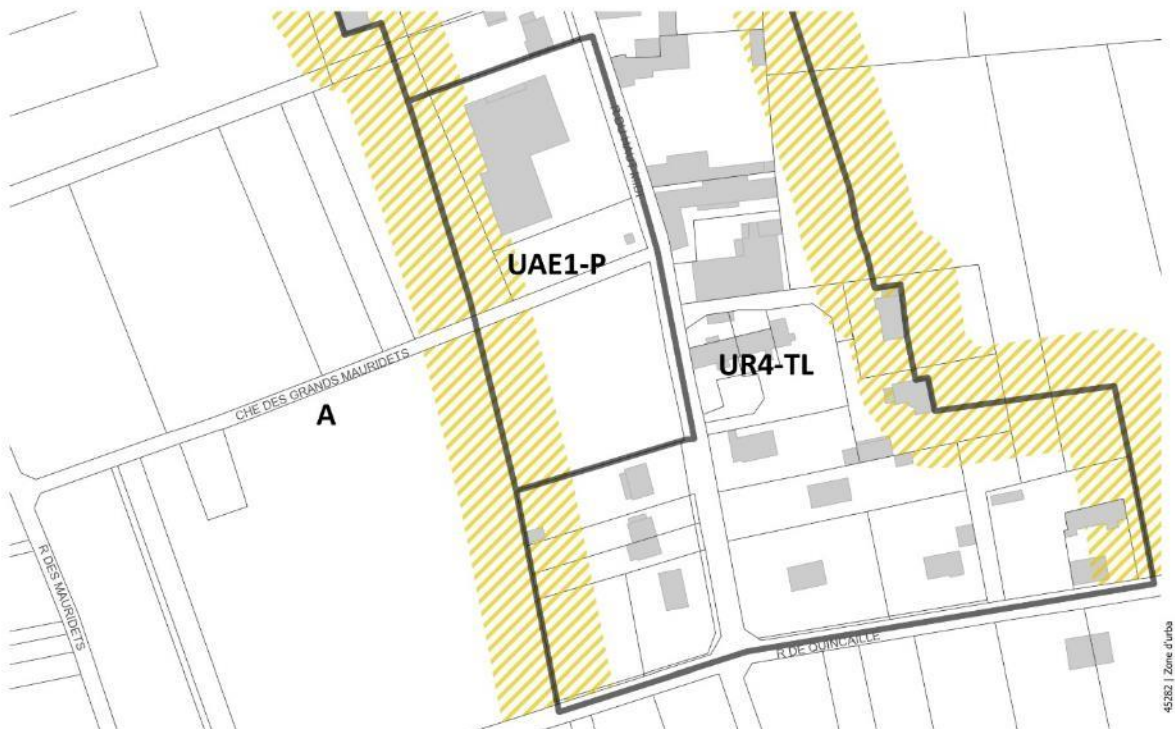 UAE1-P
UR4-TL
CHE DES GRANDS MAURIDETS
A
R DES MAURIDETS
R DE QUINCAILLE
45282 | Zone d'urba